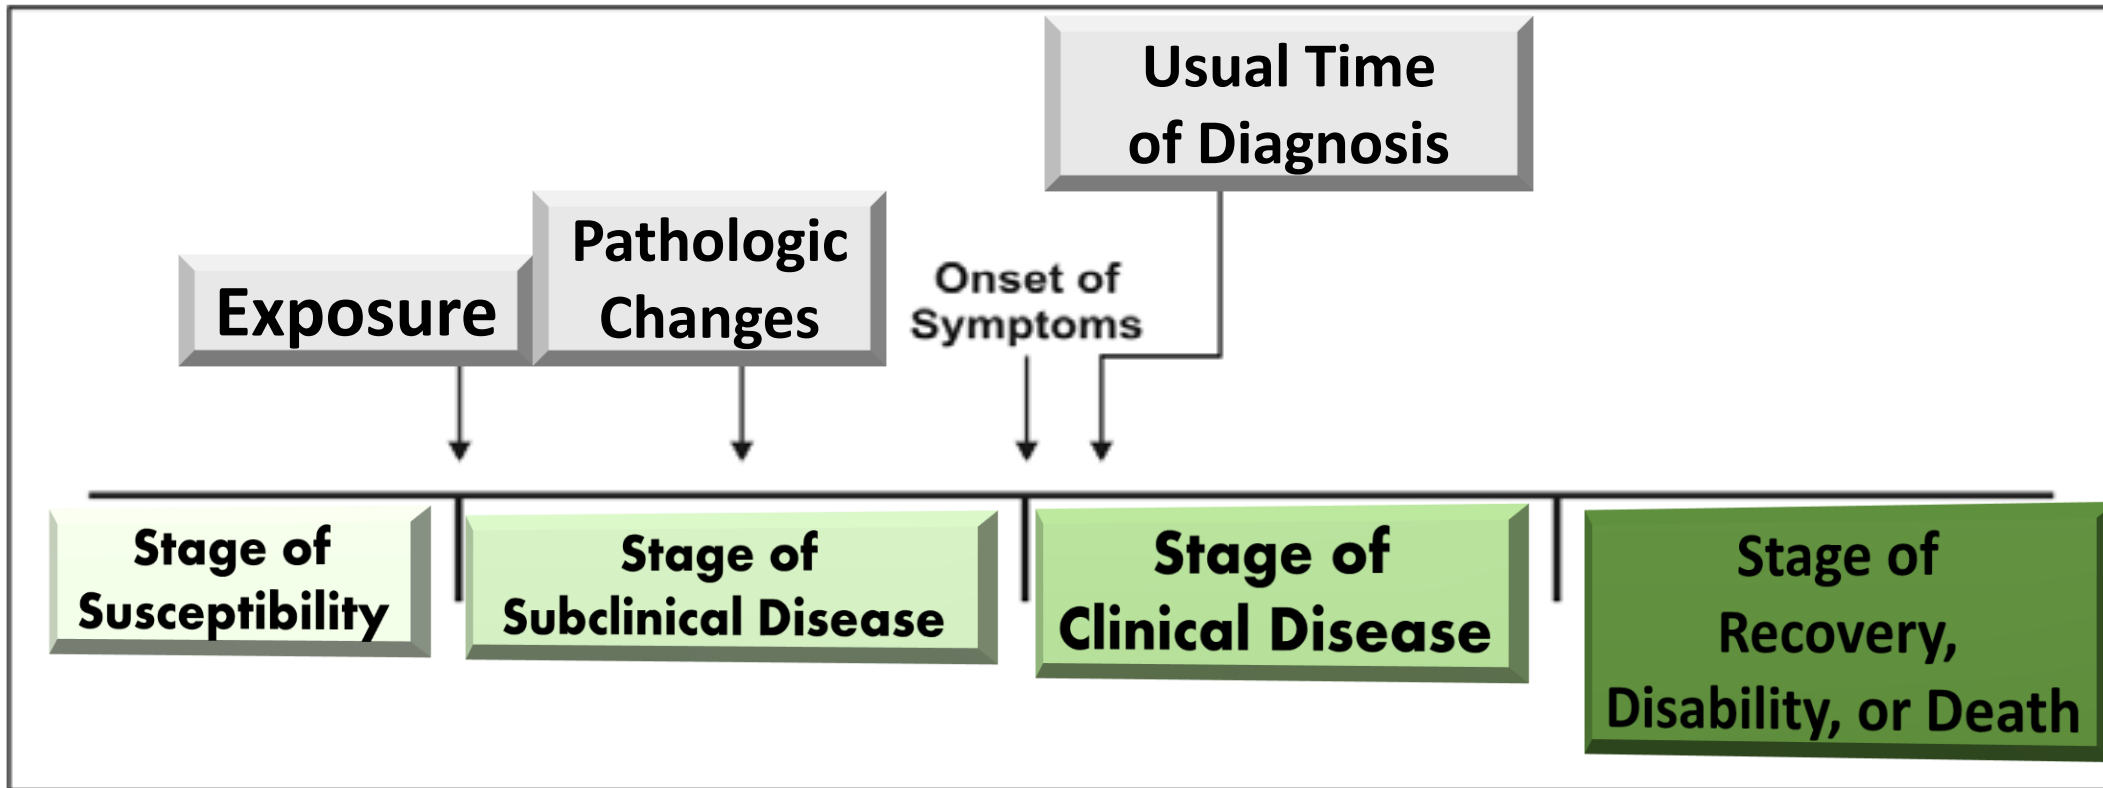 Usual Time
of Diagnosis
Exposure
Pathologic
Changes
Onset of
Symptoms
Stage of
Susceptibility
Stage of
Subclinical Disease
Stage of
Clinical Disease
Stage of
Recovery,
Disability, or Death